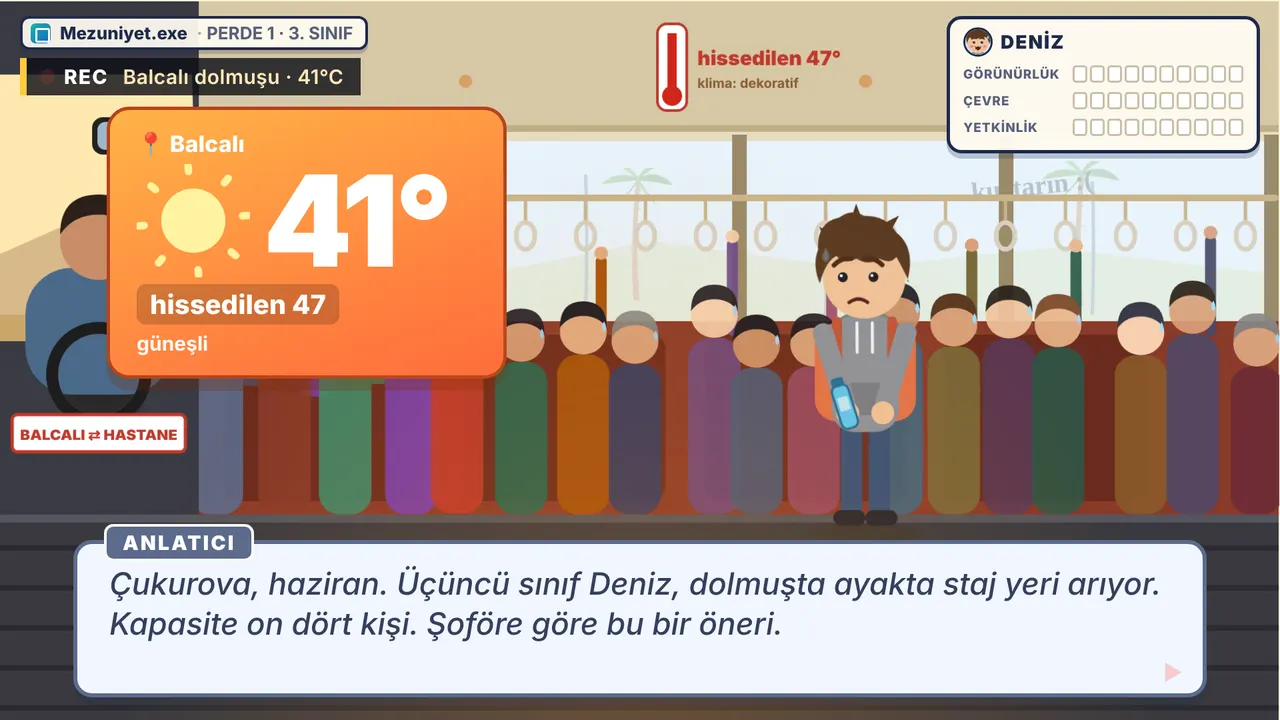 Mezuniyet.exe · PERDE 1 · 3. SINIF
REC Balcalı dolmuşu · 41°C
hissedilen 47°
klima: dekoratif
DENİZ
GÖRÜNÜRLÜK
ÇEVRE
YETKİNLİK
Balcalı
41°
hissedilen 47
güneşli
BALCALI ⇄ HASTANE
ANLATICI
Çukurova, haziran. Üçüncü sınıf Deniz, dolmuşta ayakta staj yeri arıyor.
Kapasite on dört kişi. Şoföre göre bu bir öneri.